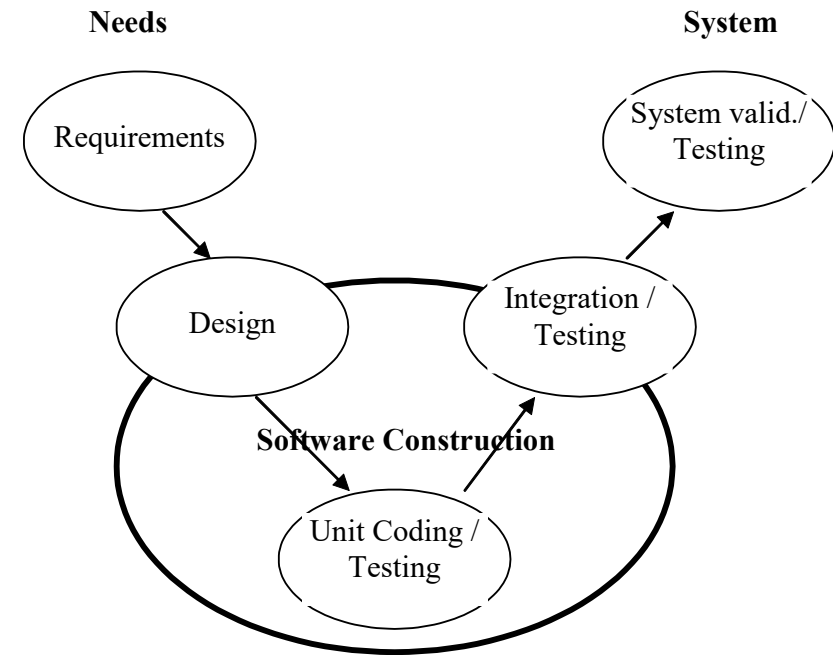 Needs
System
Requirements
System valid./
Testing
Design
Integration /
Testing
Software Construction
Unit Coding /
Testing